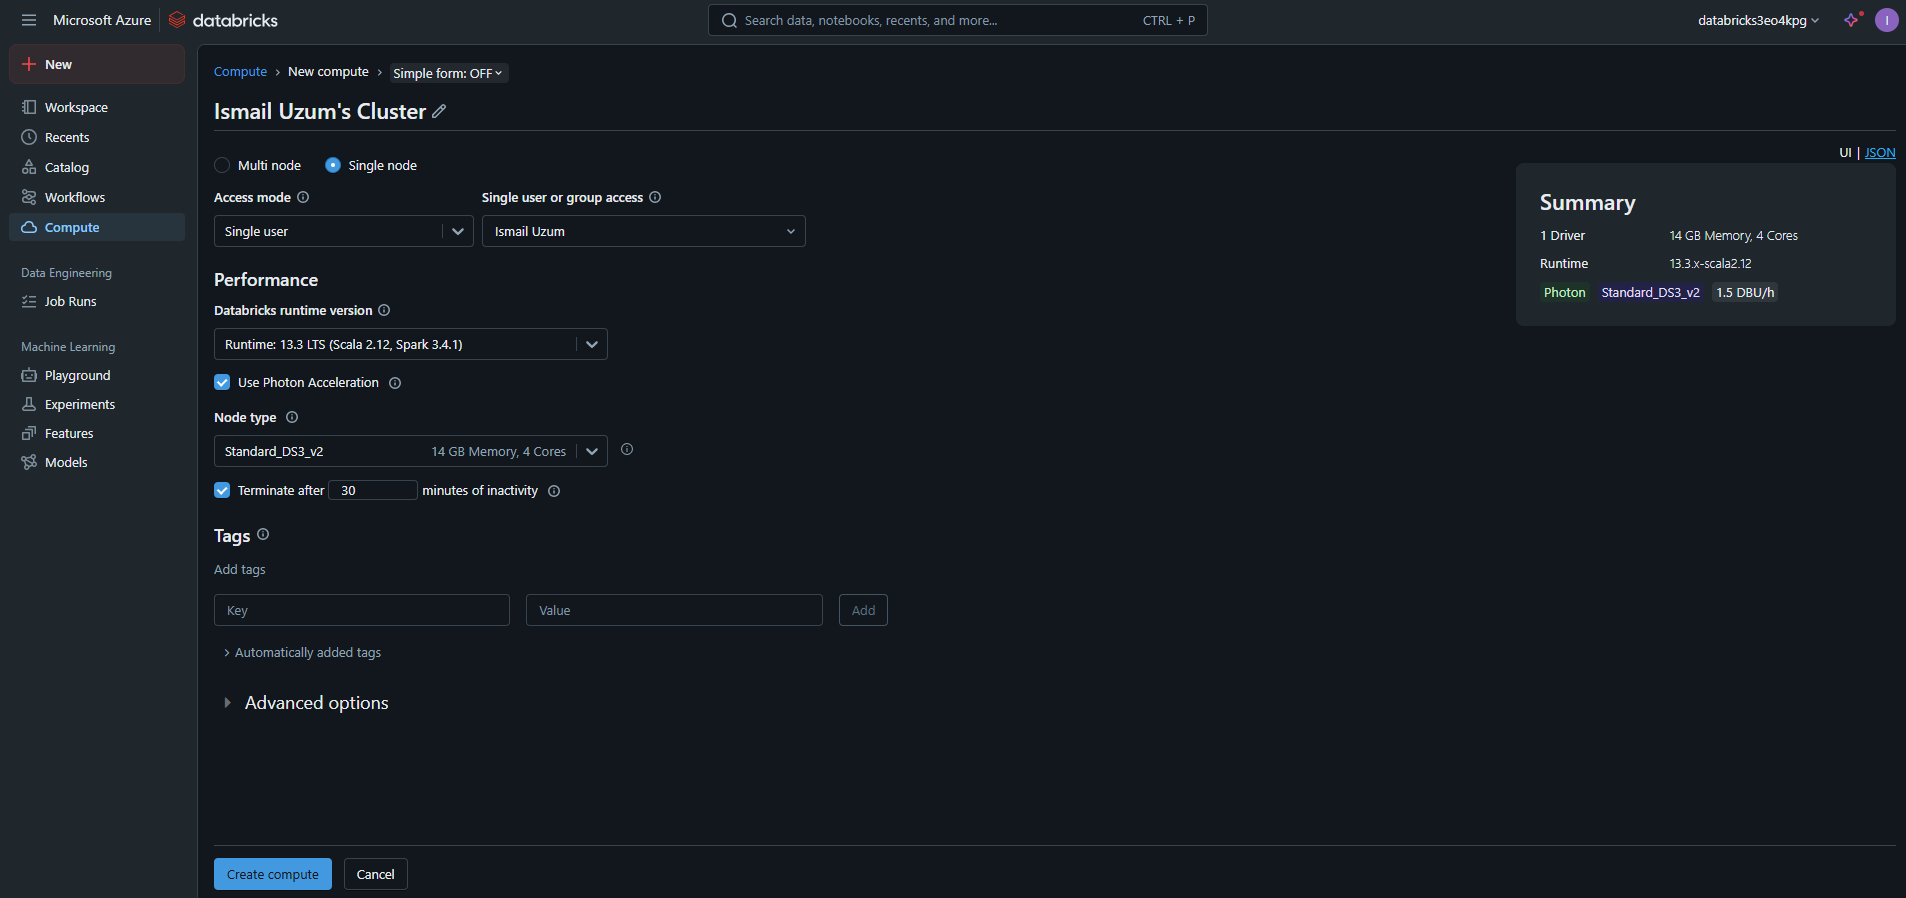 Microsoft Azure databricks
Search data, notebooks, recents, and more... CTRL + P
databricks3eo4kpg I
New
Workspace
Recents
Catalog
Workflows
Compute
Data Engineering
Job Runs
Machine Learning
Playground
Experiments
Features
Models
Compute > New compute > Simple form: OFF
Ismail Uzum's Cluster
UI | JSON
Multi node Single node
Access mode Single user or group access
Single user Ismail Uzum
Performance
Databricks runtime version
Runtime: 13.3 LTS (Scala 2.12, Spark 3.4.1)
Use Photon Acceleration
Node type
Standard_DS3_v2 14 GB Memory, 4 Cores
Terminate after 30 minutes of inactivity
Tags
Add tags
Key Value Add
Automatically added tags
Advanced options
Create compute Cancel
Summary
1 Driver 14 GB Memory, 4 Cores
Runtime 13.3.x-scala2.12
Photon Standard_DS3_v2 1.5 DBU/h